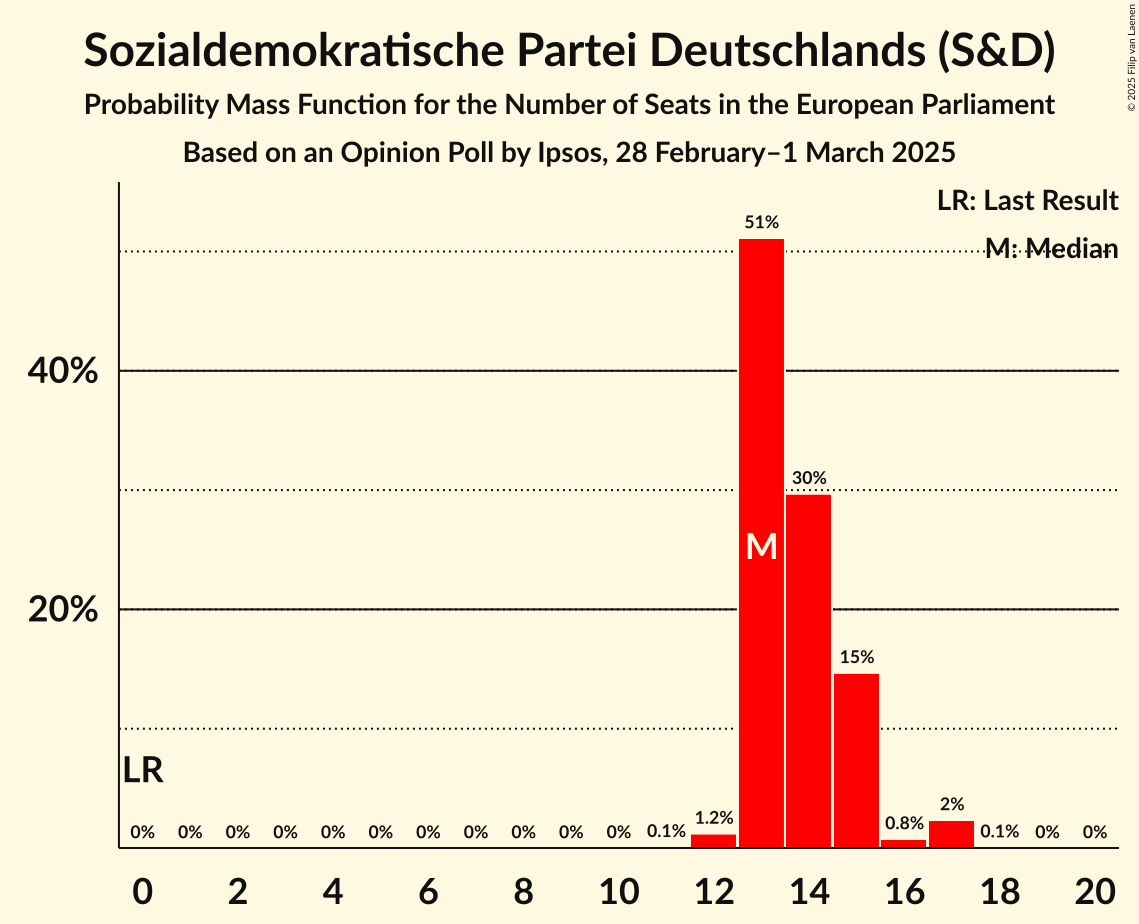 Sozialdemokratische Partei Deutschlands (S&D)
Probability Mass Function for the Number of Seats in the European Parliament
Based on an Opinion Poll by Ipsos, 28 February–1 March 2025
© 2025 Filip van Laenen
LR: Last Result
M: Median
51%
40%
30%
M
20%
15%
LR
0% 0% 0% 0% 0% 0% 0% 0% 0% 0% 0% 0.1% 1.2% 0.8% 2% 0.1% 0% 0%
0 2 4 6 8 10 12 14 16 18 20